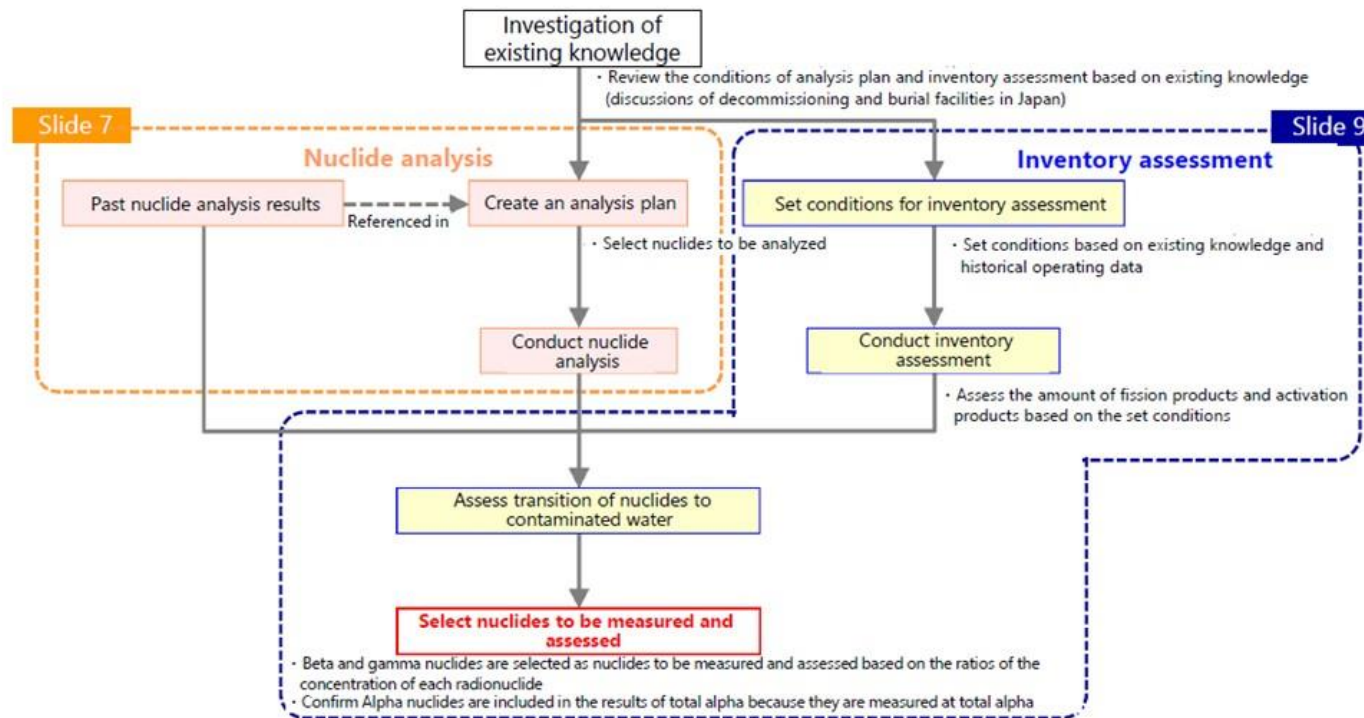 Investigation of
existing knowledge
・Review the conditions of analysis plan and inventory assessment based on existing knowledge
(discussions of decommissioning and burial facilities in Japan)
Slide 7
Slide 9
Nuclide analysis
Inventory assessment
Past nuclide analysis results
Referenced in
Create an analysis plan
Set conditions for inventory assessment
・Select nuclides to be analyzed
・Set conditions based on existing knowledge and
historical operating data
Conduct nuclide
analysis
Conduct inventory
assessment
・Assess the amount of fission products and activation
products based on the set conditions
Assess transition of nuclides to
contaminated water
Select nuclides to be measured and
assessed
・Beta and gamma nuclides are selected as nuclides to be measured and assessed based on the ratios of the
concentration of each radionuclide
・Confirm Alpha nuclides are included in the results of total alpha because they are measured at total alpha